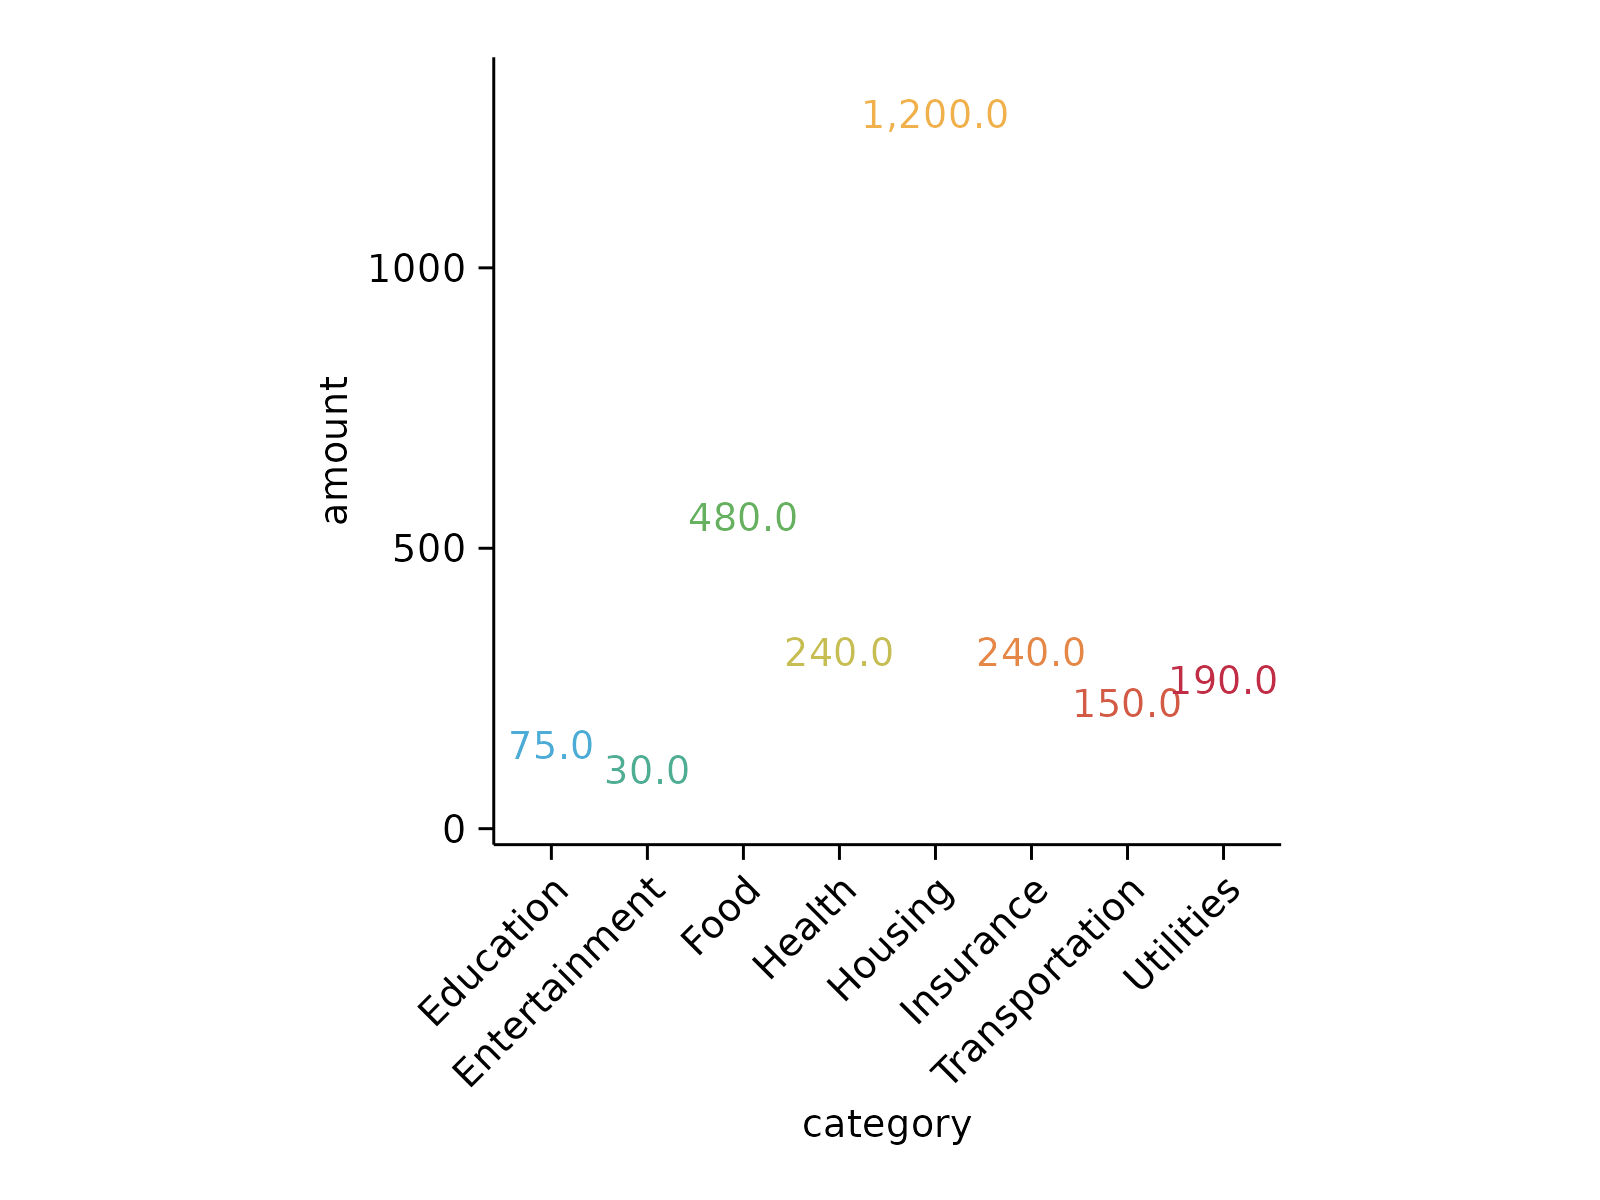 1,200.0
1000
amount
480.0
500
240.0
240.0
190.0
150.0
75.0
30.0
0
Education
Entertainment
Food
Health
Housing
Insurance
Transportation
Utilities
category